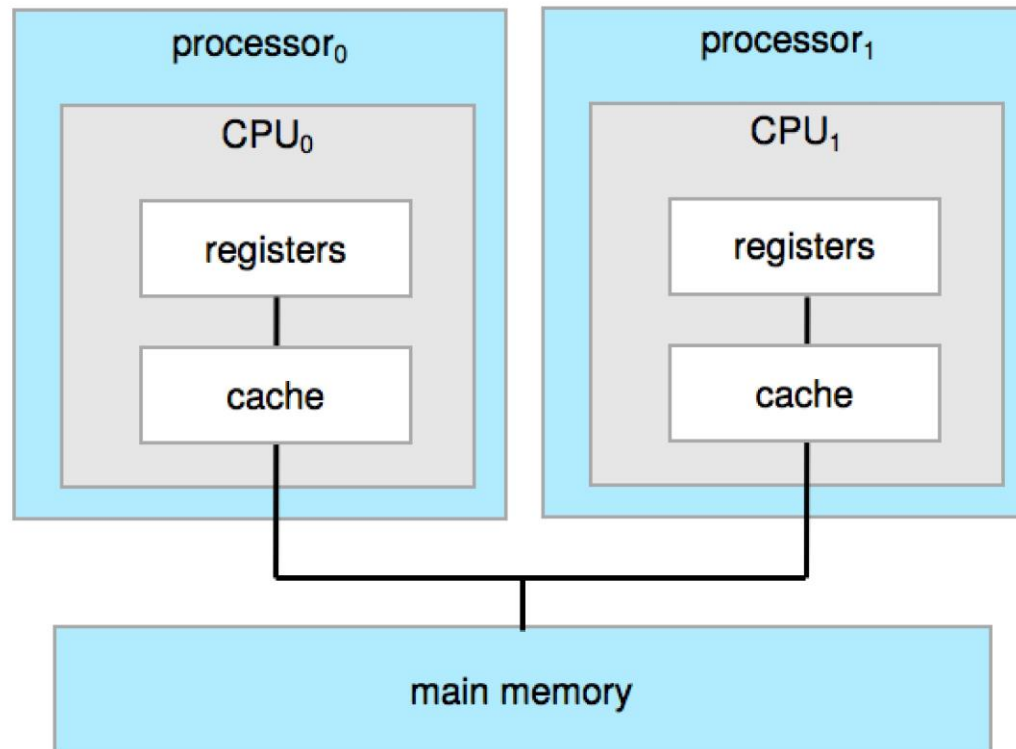 processor₀
processor₁
CPU₀
CPU₁
registers
registers
cache
cache
main memory